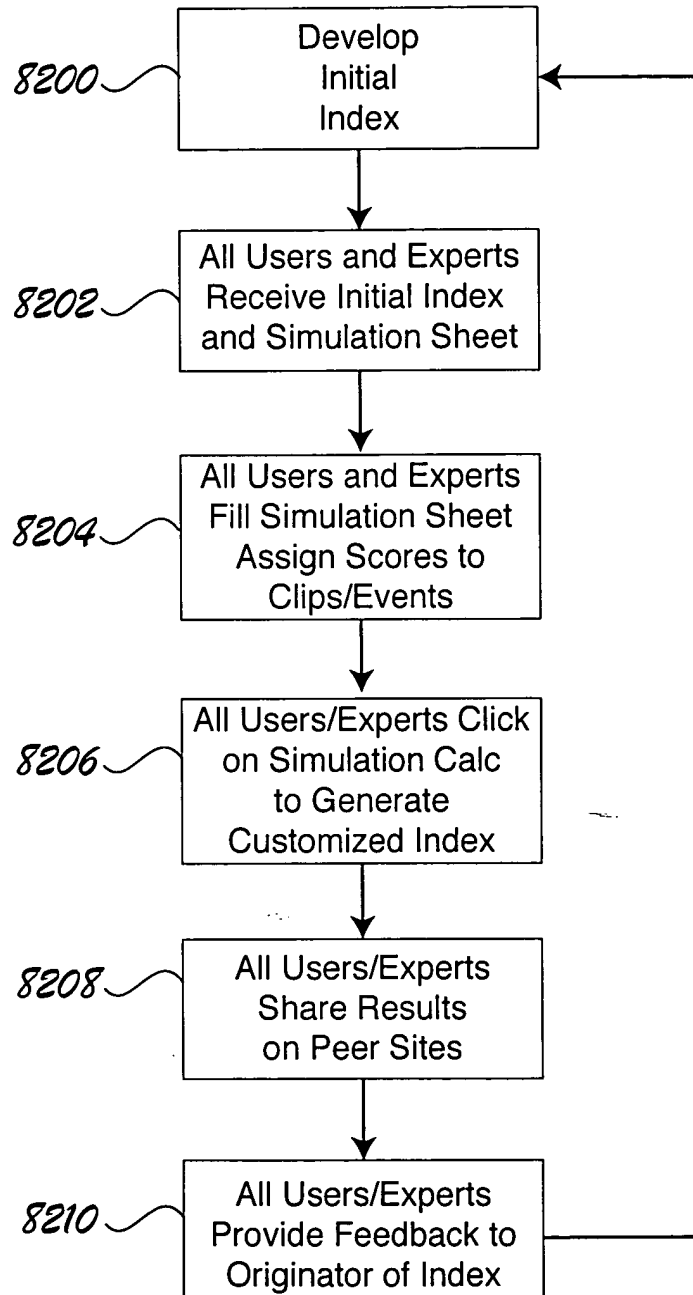 Develop
8200
Initial
Index
All Users and Experts
8202
Receive Initial Index
and Simulation Sheet
All Users and Experts
8204
Fill Simulation Sheet
Assign Scores to
Clips/Events
All Users/Experts Click
8206
on Simulation Calc
to Generate
Customized Index
8208
All Users/Experts
Share Results
on Peer Sites
8210
All Users/Experts
Provide Feedback to
Originator of Index